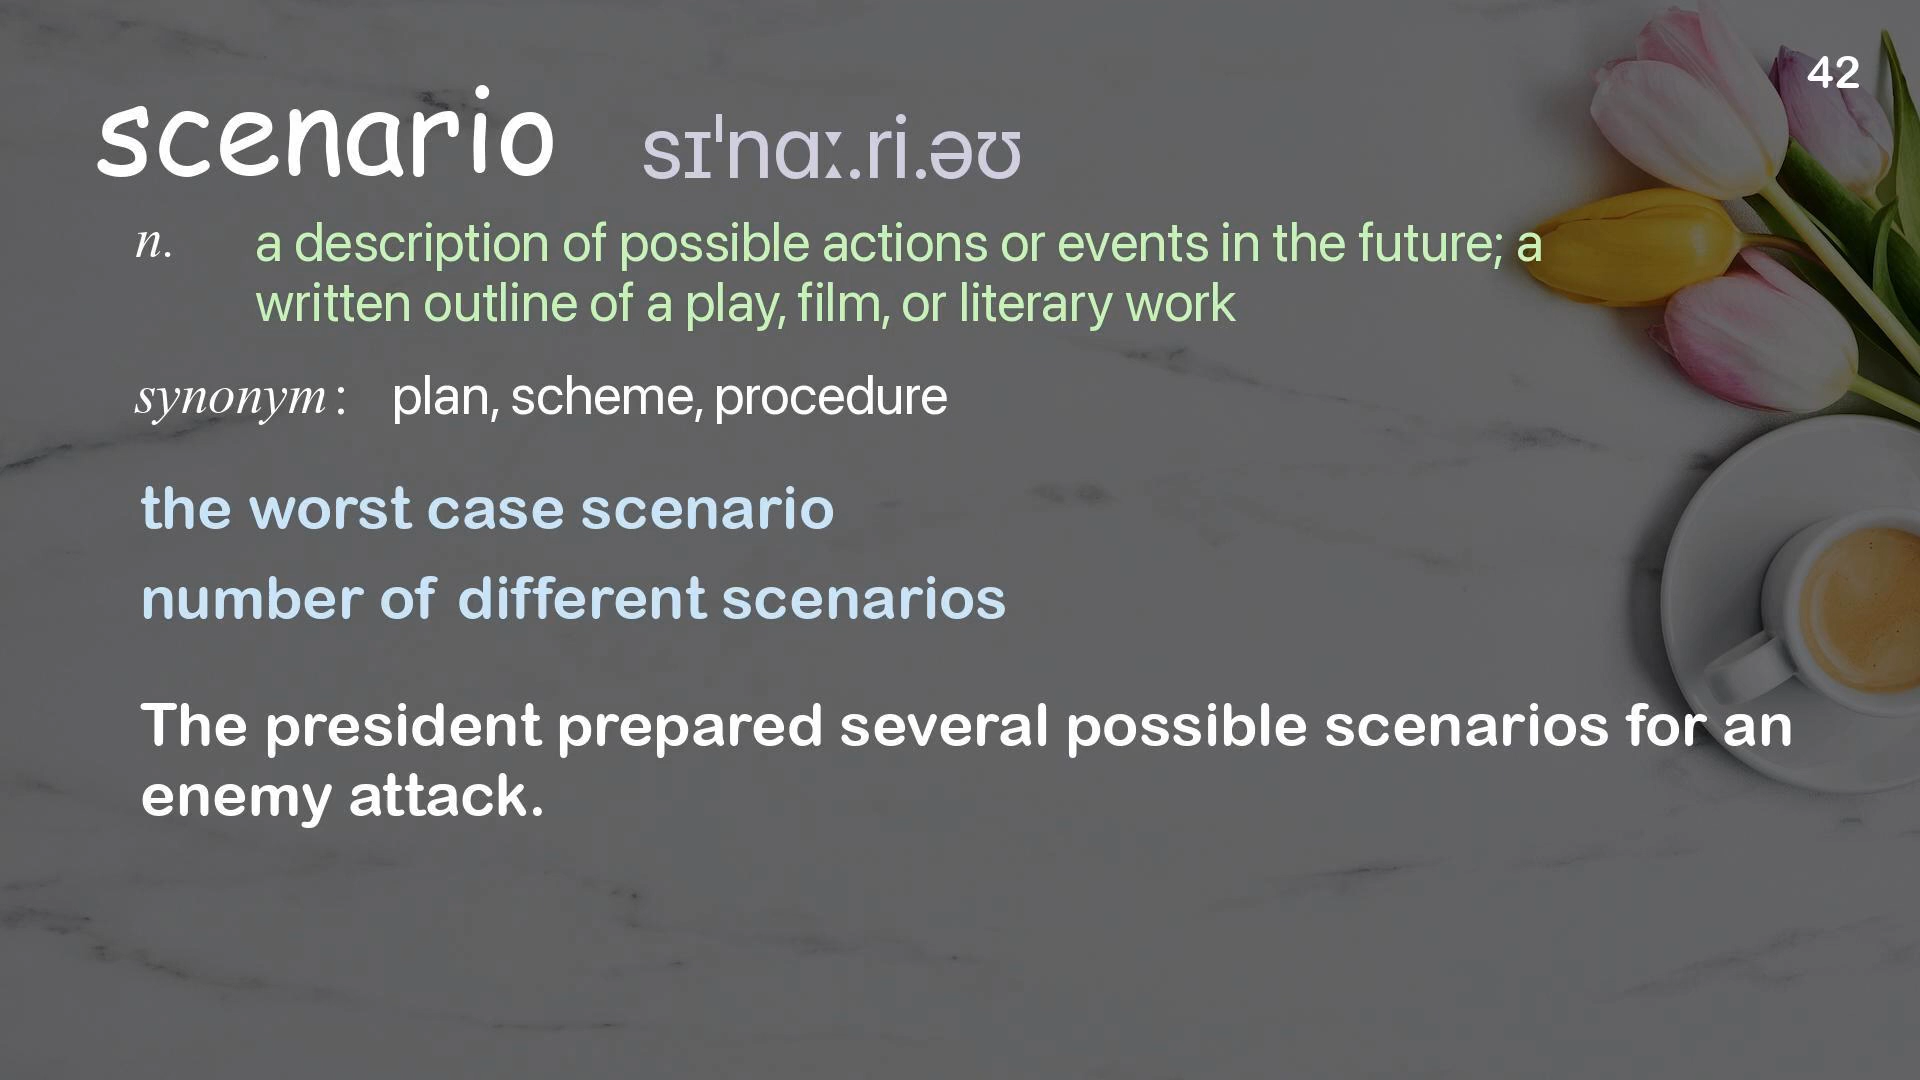 42
scenario sɪˈnɑː.ri.əʊ
n. a description of possible actions or events in the future; a
written outline of a play, film, or literary work
synonym : plan, scheme, procedure
the worst case scenario
number of different scenarios
The president prepared several possible scenarios for an
enemy attack.